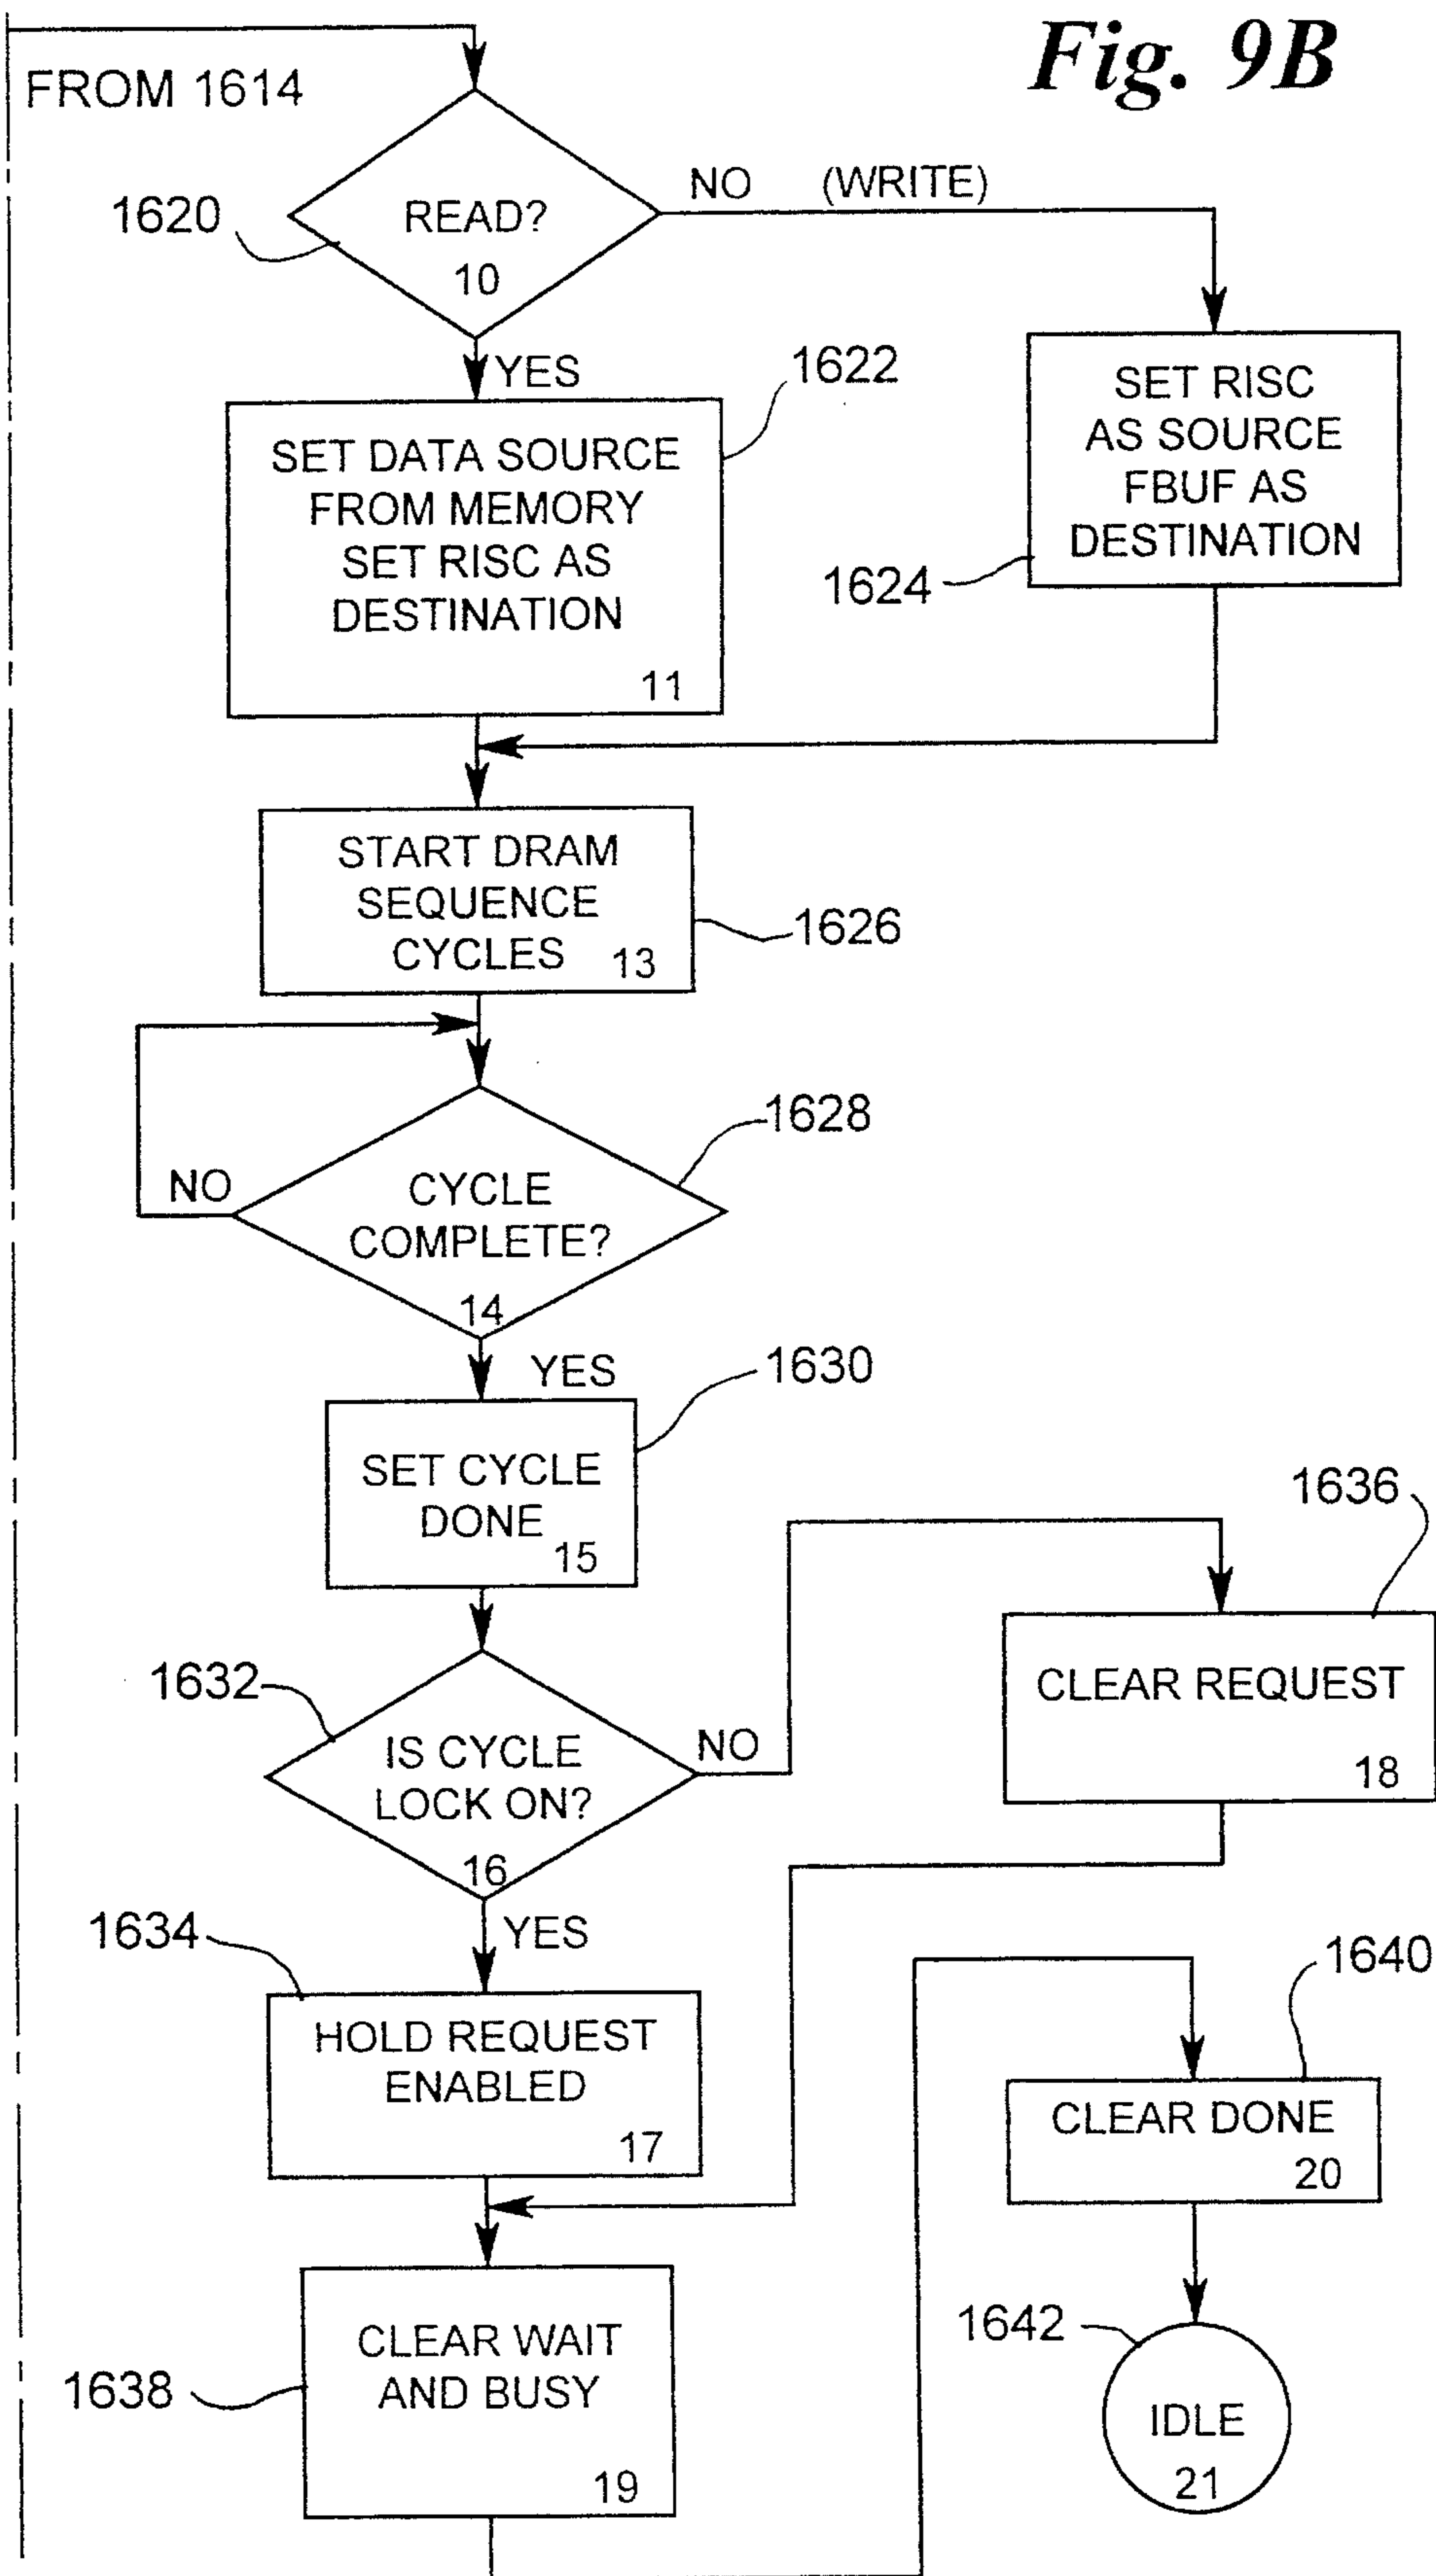 Fig. 9B
FROM 1614
NO (WRITE)
1620
READ?
10
YES
1622
SET DATA SOURCE
FROM MEMORY
SET RISC AS
DESTINATION
11
SET RISC
AS SOURCE
FBUF AS
DESTINATION
1624
START DRAM
SEQUENCE
CYCLES 13
1626
1628
NO
CYCLE
COMPLETE?
14
YES
1630
SET CYCLE
DONE
15
1636
CLEAR REQUEST
18
1632
IS CYCLE
LOCK ON?
16
NO
YES
1634
HOLD REQUEST
ENABLED
17
1640
CLEAR DONE
20
CLEAR WAIT
AND BUSY
19
1638
1642
IDLE
21